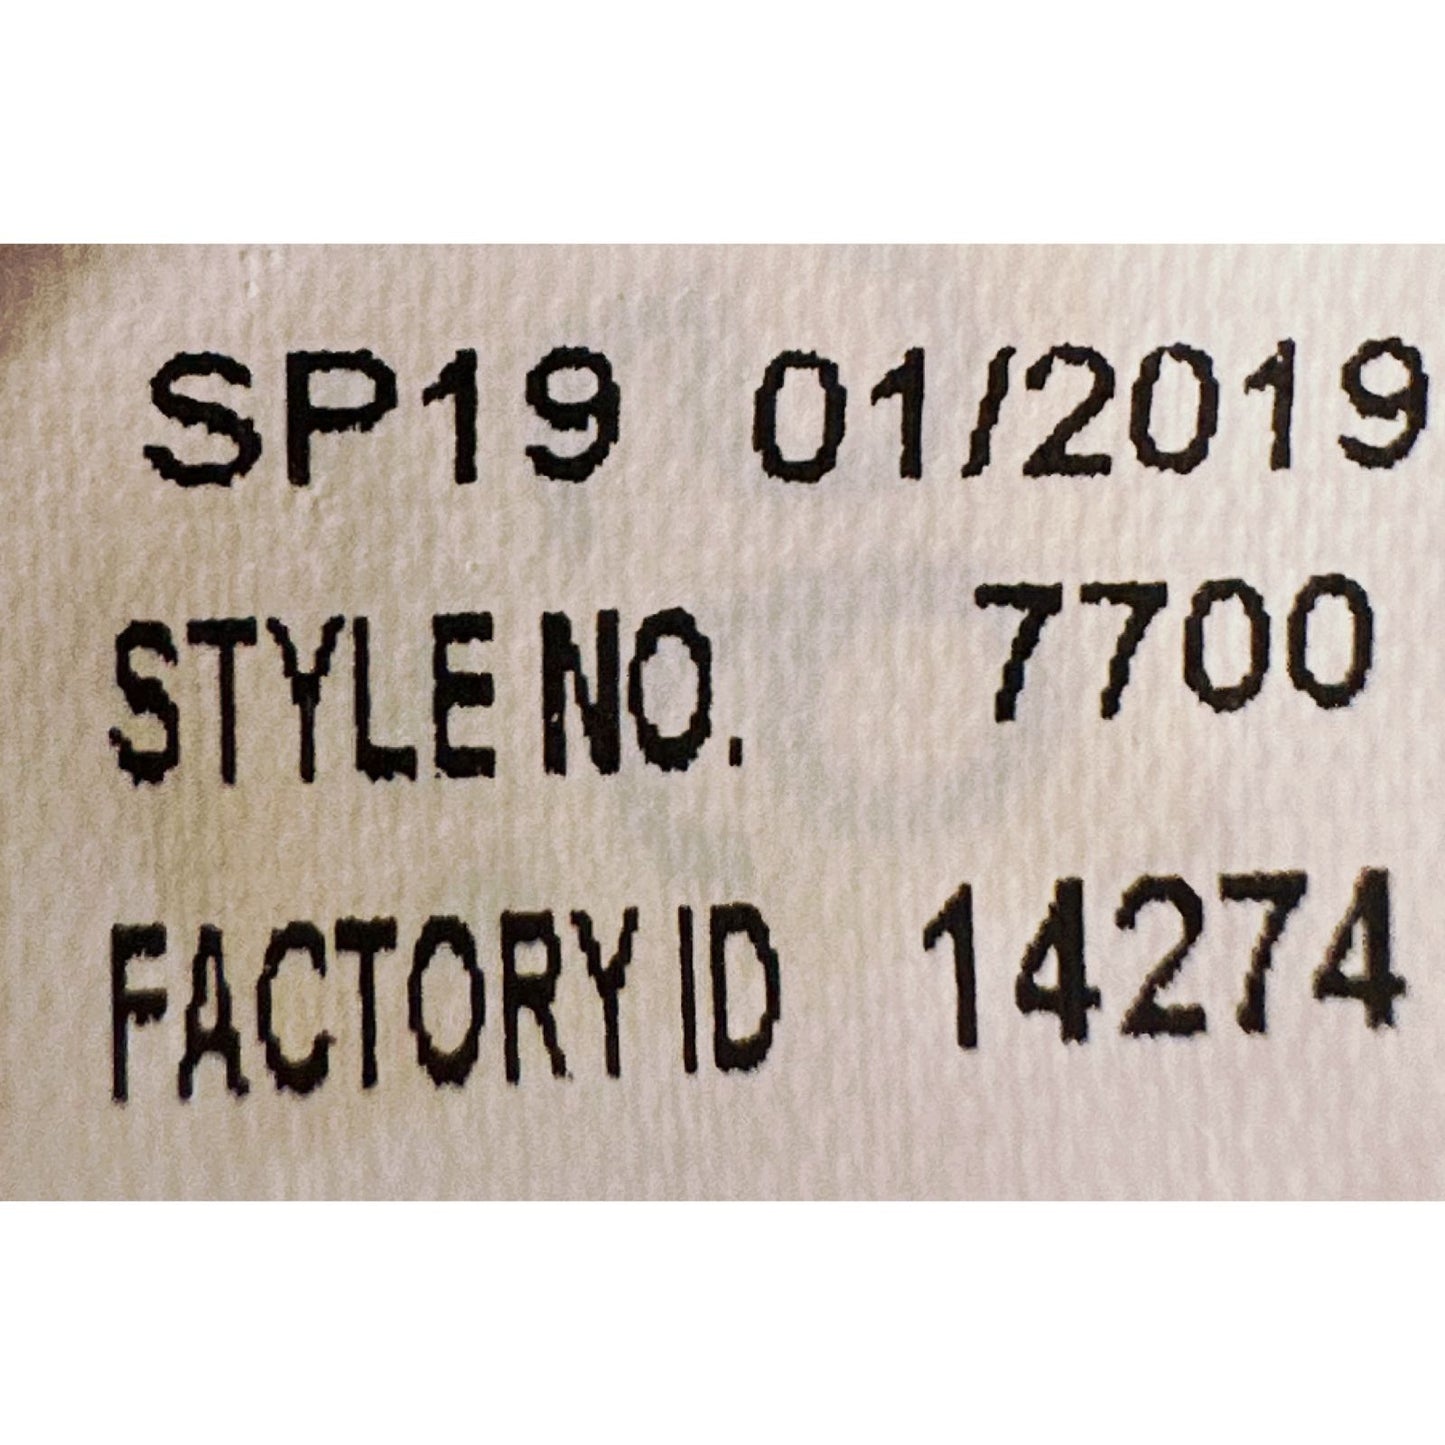 SP19 01/2019
STYLE NO. 7700
FACTORY ID 14274